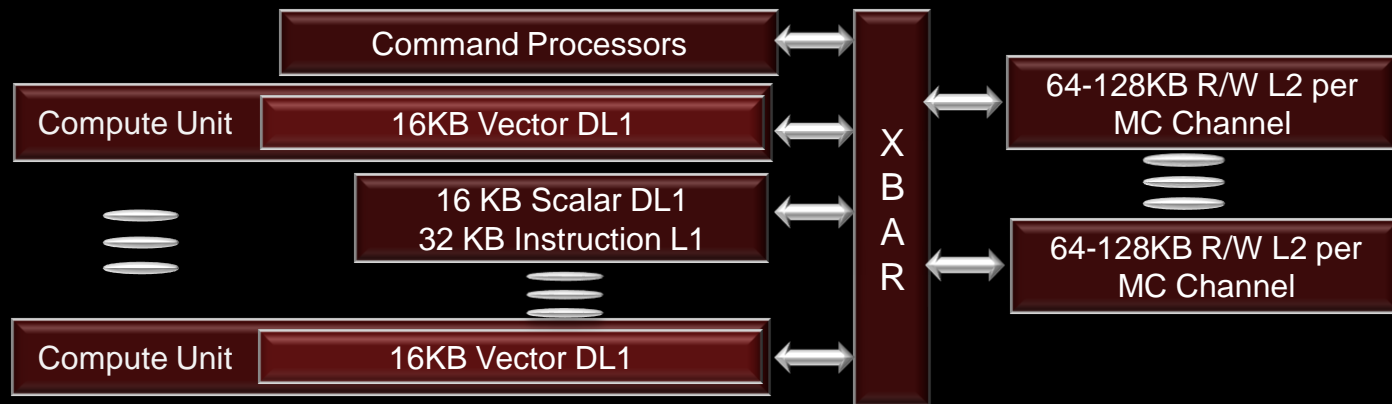 Command Processors
Compute Unit
16KB Vector DL1
16 KB Scalar DL1
32 KB Instruction L1
Compute Unit
16KB Vector DL1
X
B
A
R
64-128KB R/W L2 per
MC Channel
64-128KB R/W L2 per
MC Channel